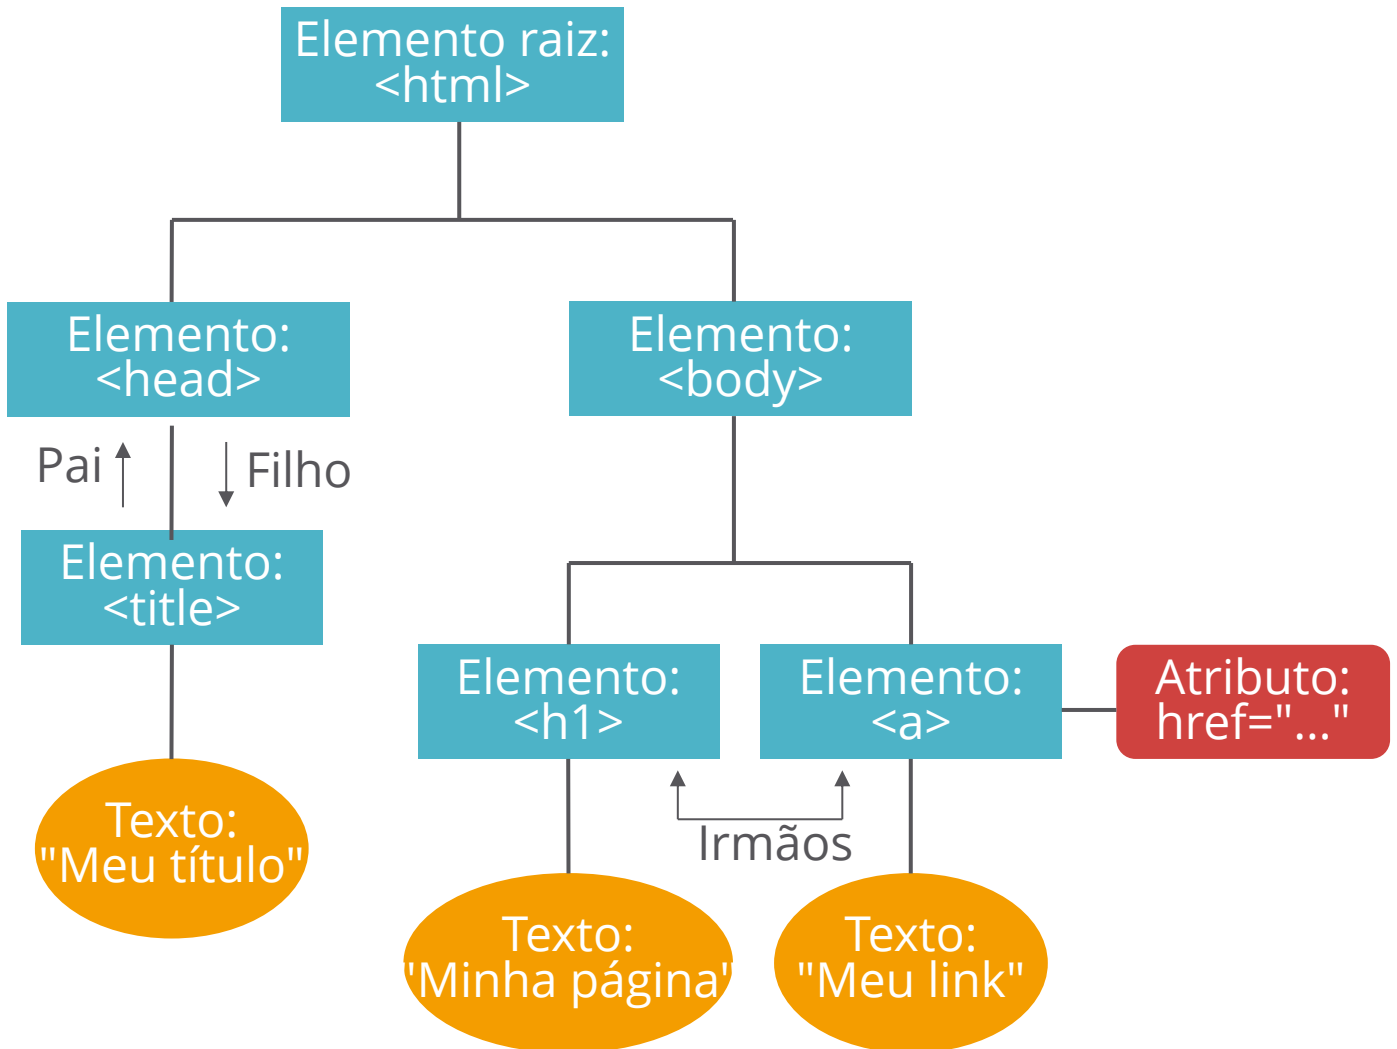 Elemento raiz:
<html>
Elemento:
<head>
Elemento:
<body>
Pai
Filho
Elemento:
<title>
Elemento:
<h1>
Elemento:
<a>
Atributo:
href="..."
Irmãos
Texto:
"Meu título"
Texto:
"Minha página"
Texto:
"Meu link"